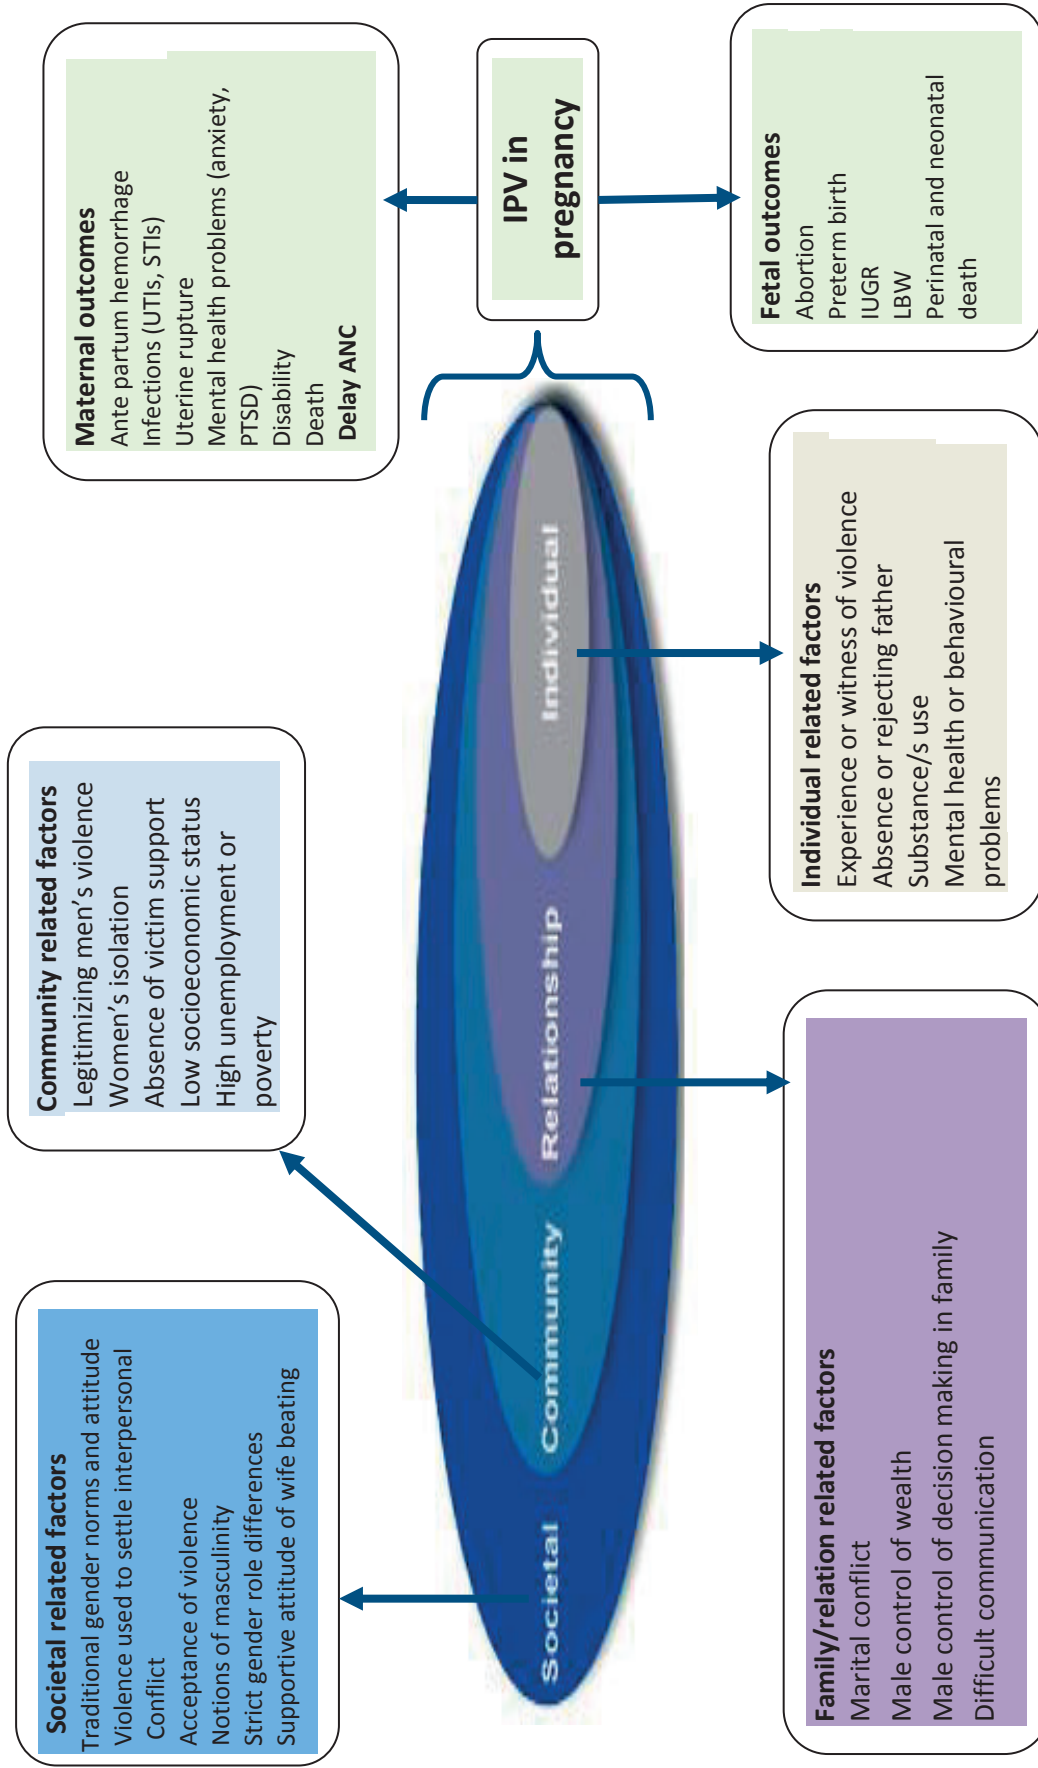 Societal related factors
Traditional gender norms and attitude
Violence used to settle interpersonal
Conflict
Acceptance of violence
Notions of masculinity
Strict gender role differences
Supportive attitude of wife beating
Community related factors
Legitimizing men’s violence
Women’s isolation
Absence of victim support
Low socioeconomic status
High unemployment or
poverty
Maternal outcomes
Ante partum hemorrhage
Infections (UTIs, STIs)
Uterine rupture
Mental health problems (anxiety,
PTSD)
Disability
Death
Delay ANC
Societal
Community
Relationship
Individual
IPV in
pregnancy
Family/relation related factors
Marital conflict
Male control of wealth
Male control of decision making in family
Difficult communication
Individual related factors
Experience or witness of violence
Absence or rejecting father
Substance/s use
Mental health or behavioural
problems
Fetal outcomes
Abortion
Preterm birth
IUGR
LBW
Perinatal and neonatal
death